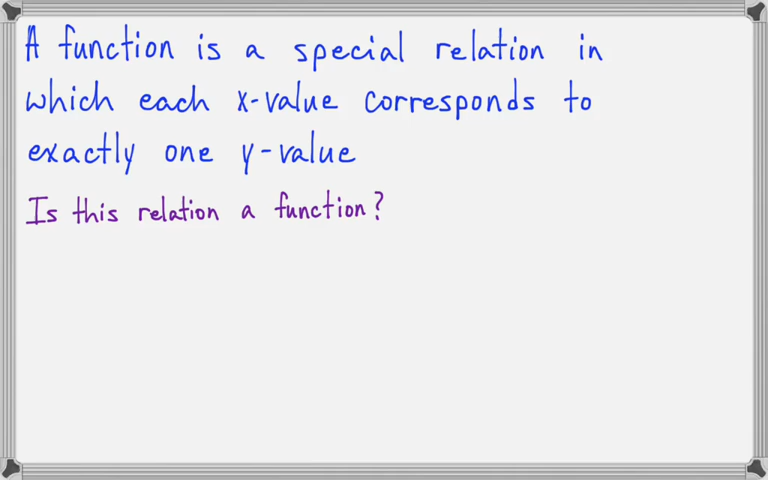 A function is a special relation in
which each x-value corresponds to
exactly one y-value
Is this relation a function?